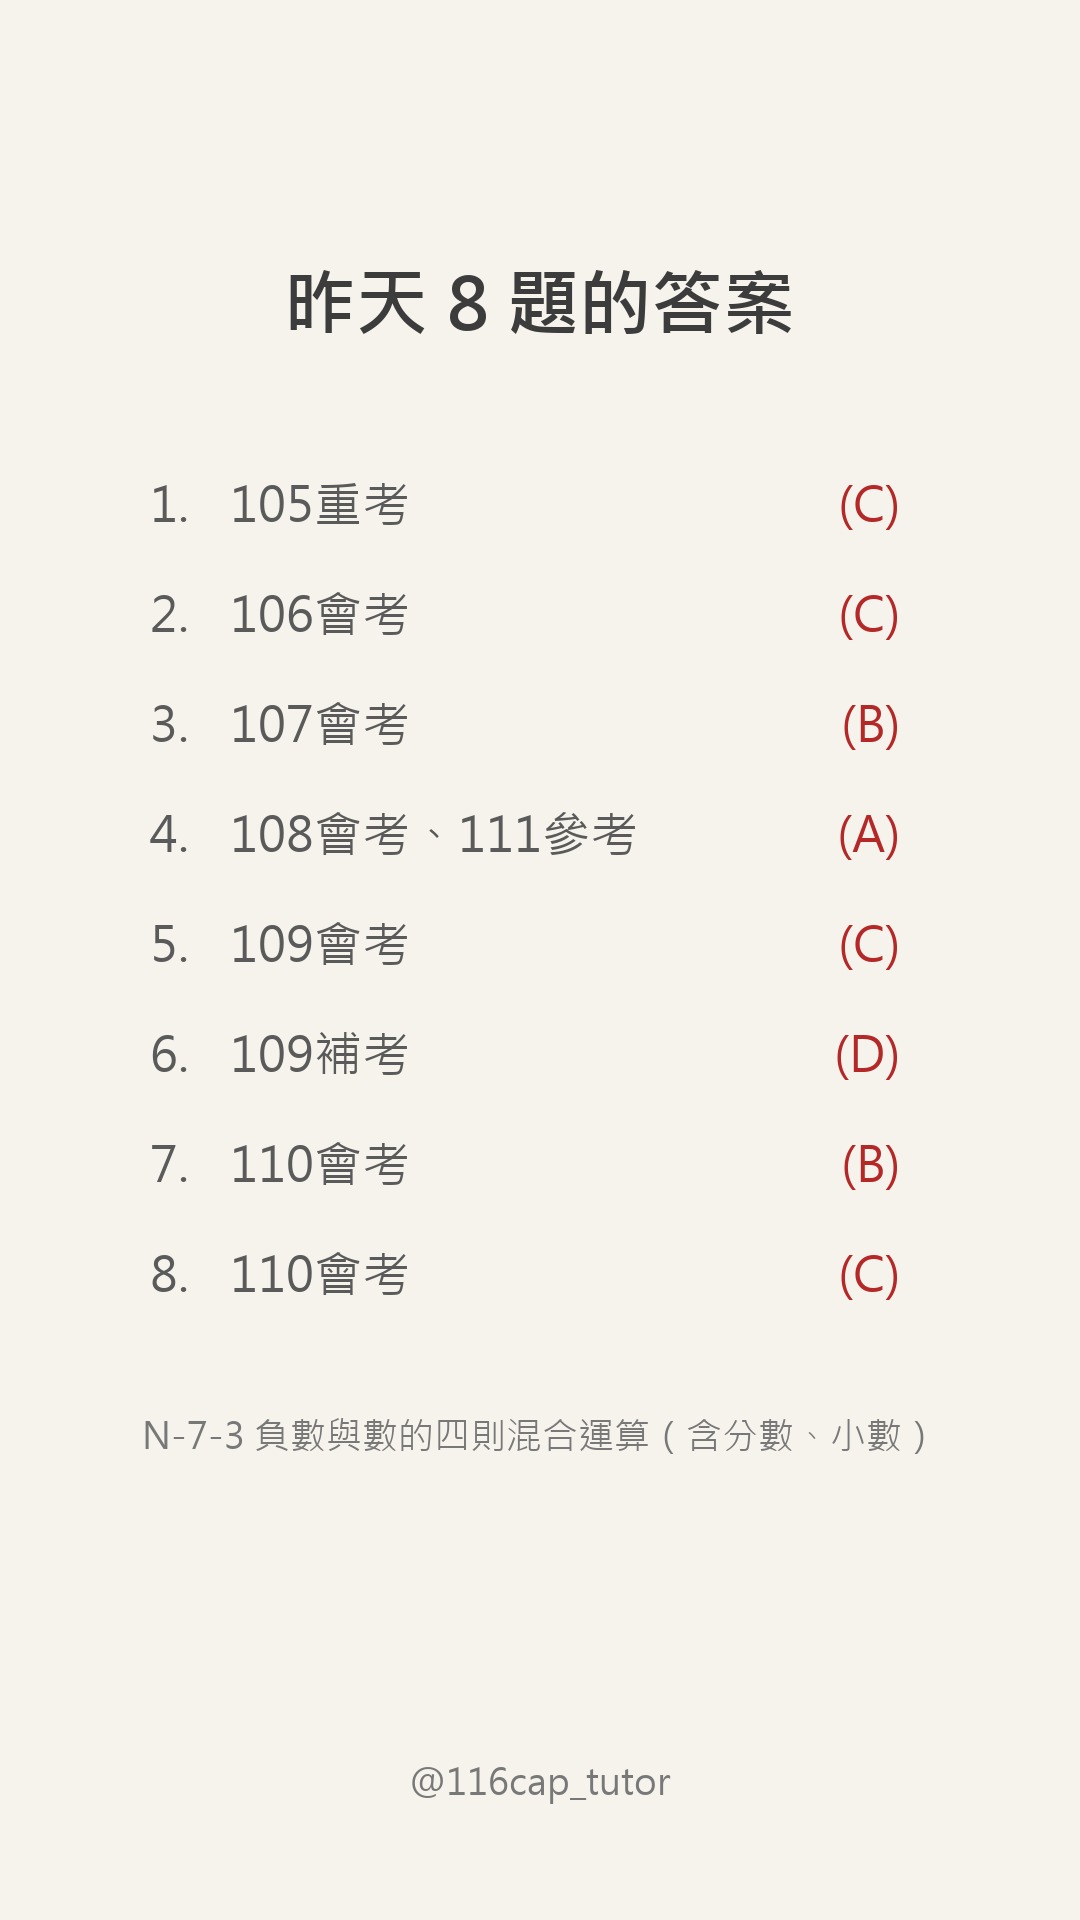 昨天 8 題的答案
1. 105重考 (C)
2. 106會考 (C)
3. 107會考 (B)
4. 108會考、111參考 (A)
5. 109會考 (C)
6. 109補考 (D)
7. 110會考 (B)
8. 110會考 (C)
N-7-3 負數與數的四則混合運算（含分數、小數）
@116cap_tutor